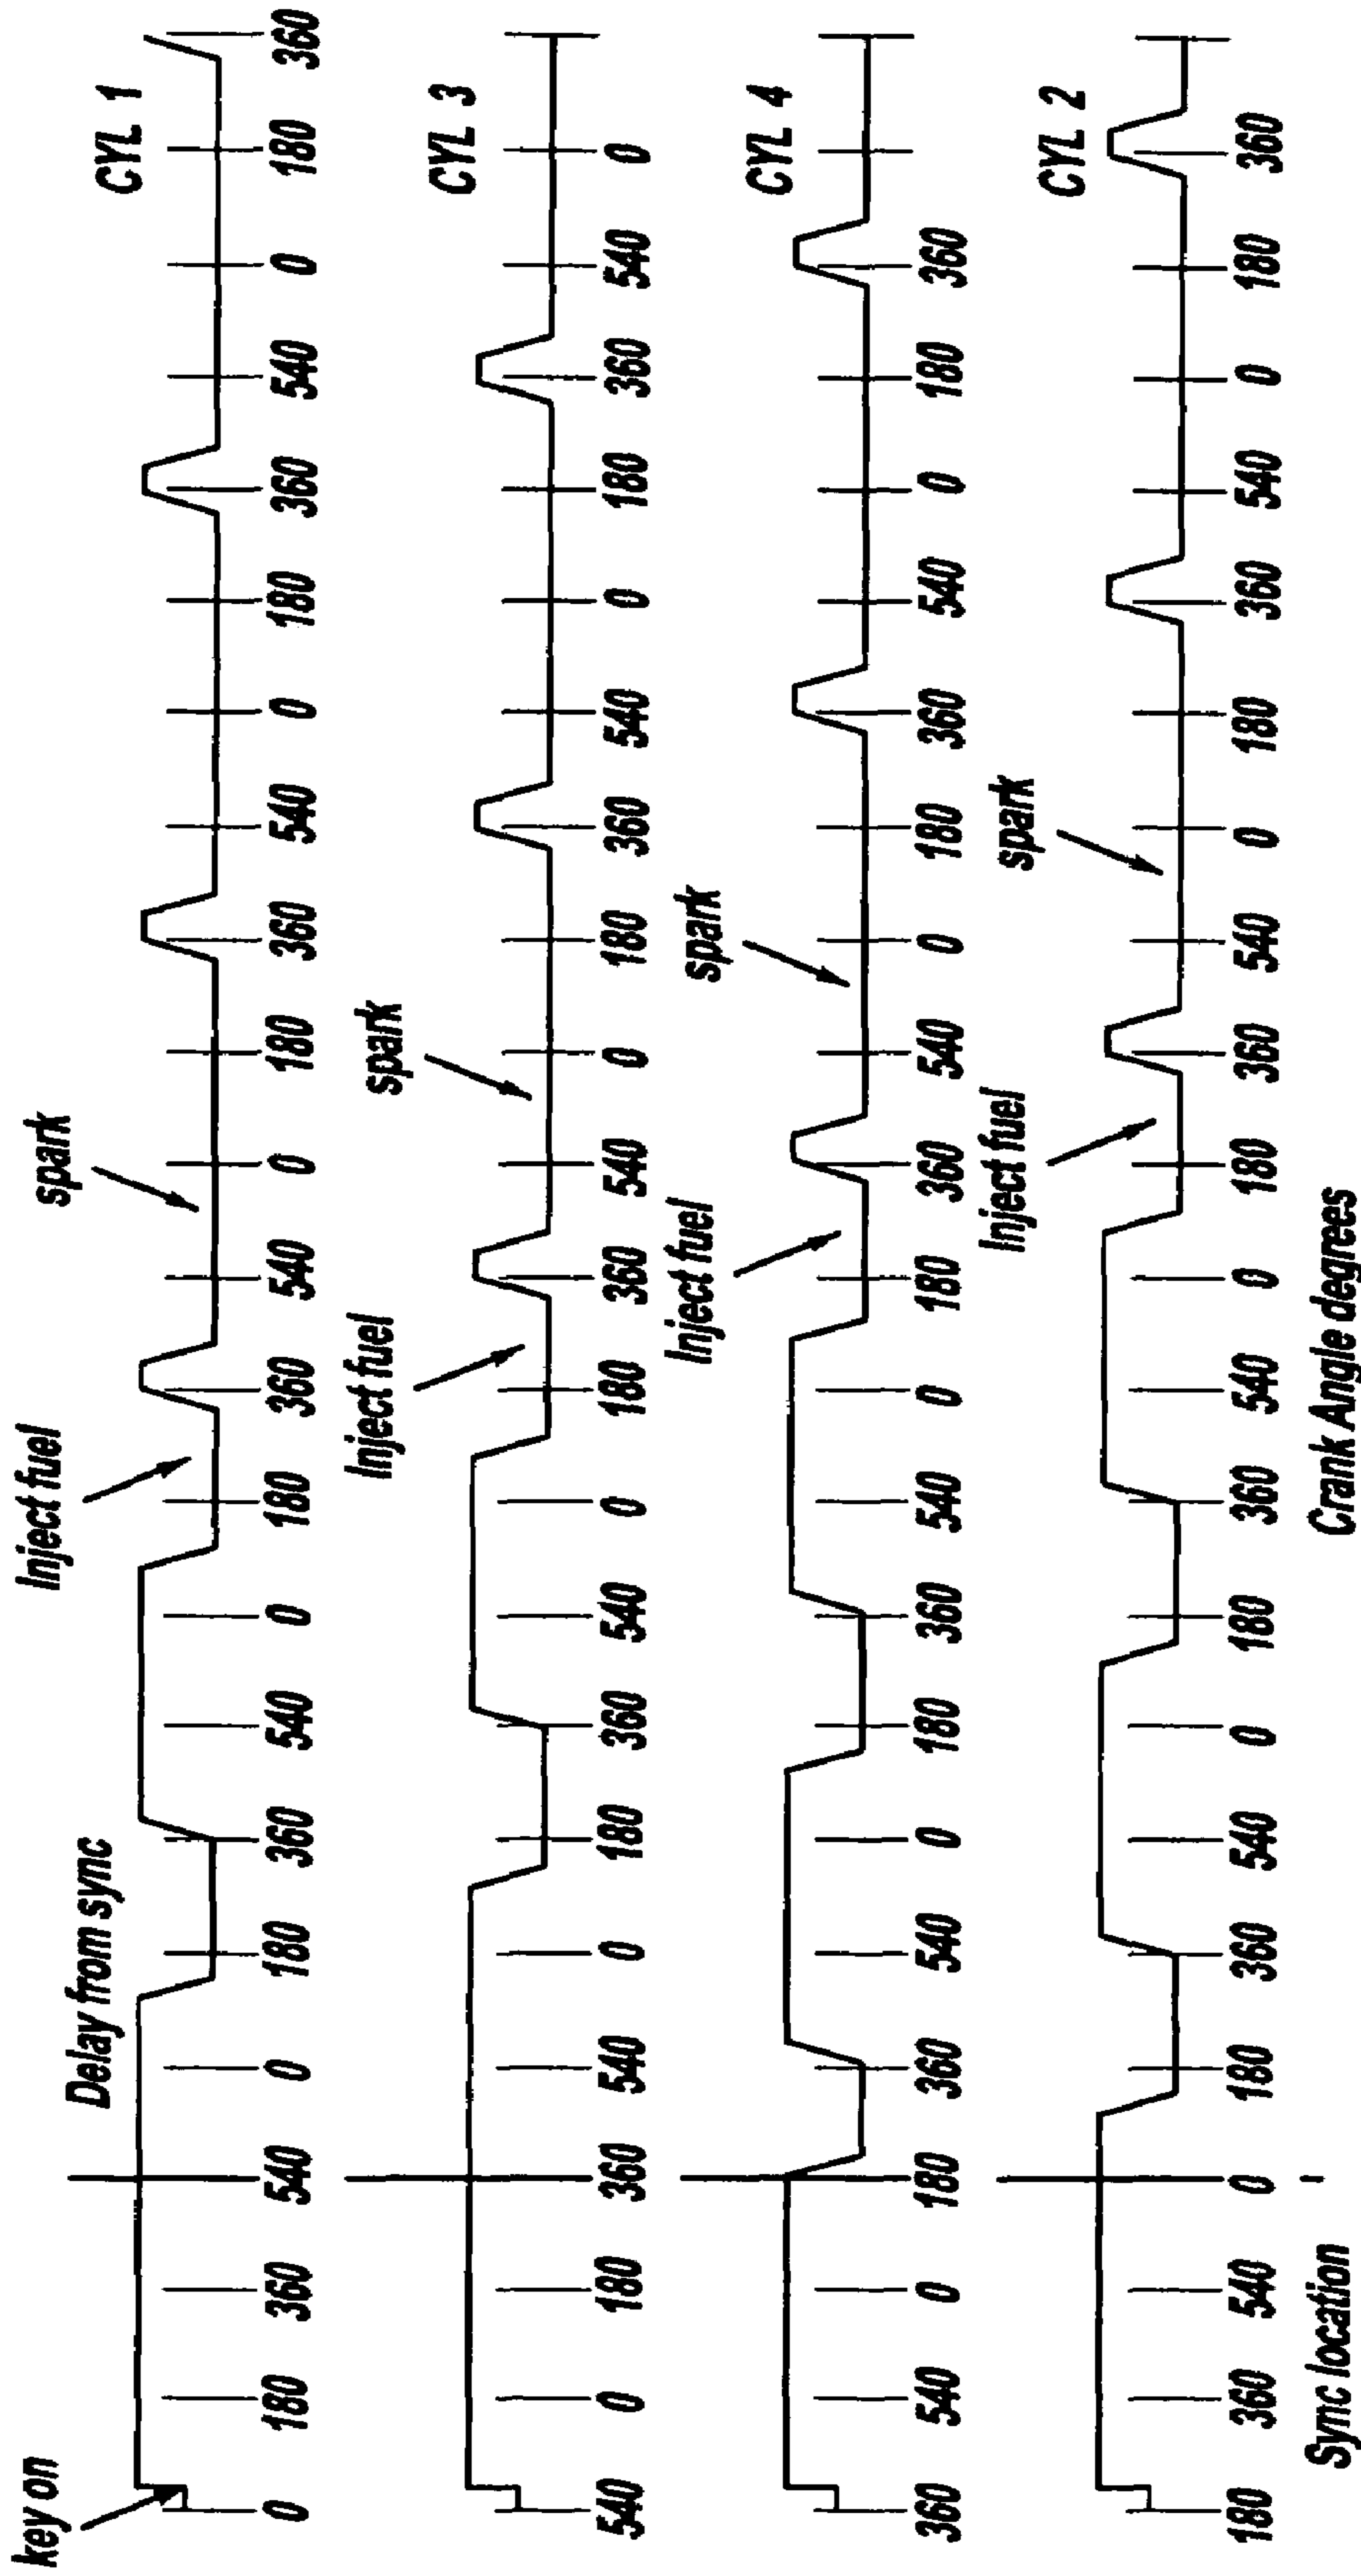 key on
Delay from sync
Inject fuel
spark
CYL 1
0 180 360 540 0 180 360 540 0 180 360 540 0 180 360 540 0 180 360 540 0 180 360
Inject fuel
spark
CYL 3
540 0 180 360 540 0 180 360 540 0 180 360 540 0 180 360 540 0 180 360 540 0
Inject fuel
spark
CYL 4
360 540 0 180 360 540 0 180 360 540 0 180 360 540 0 180 360 540 0 180 360
Inject fuel
spark
CYL 2
180 360 540 0 180 360 540 0 180 360 540 0 180 360 540 0 180 360 540 0 180 360
Sync location
Crank Angle degrees